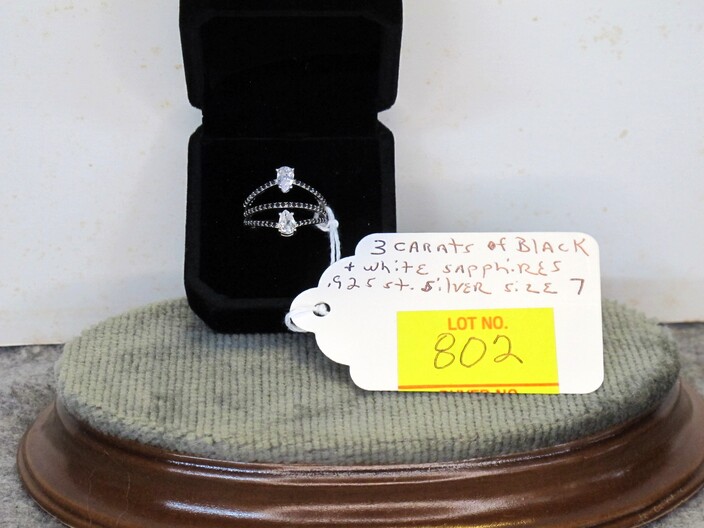 3 CARATS of BLACK
+ white SAPPHIRES
.925 st. SilVER SiZE 7
LOT NO.
802